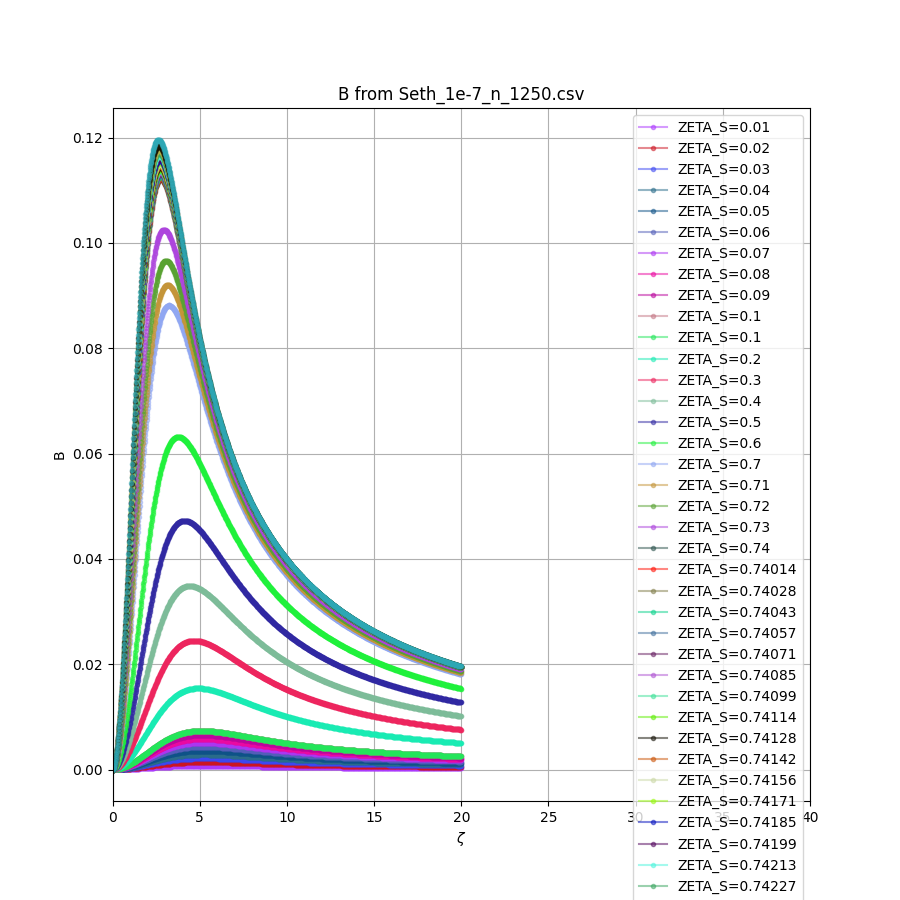 B from Seth_1e-7_n_1250.csv
0.12
0.10
0.08
0.06
0.04
0.02
0.00
B
0 5 10 15 20 25 30 35 40
ζ
ZETA_S=0.01
ZETA_S=0.02
ZETA_S=0.03
ZETA_S=0.04
ZETA_S=0.05
ZETA_S=0.06
ZETA_S=0.07
ZETA_S=0.08
ZETA_S=0.09
ZETA_S=0.1
ZETA_S=0.1
ZETA_S=0.2
ZETA_S=0.3
ZETA_S=0.4
ZETA_S=0.5
ZETA_S=0.6
ZETA_S=0.7
ZETA_S=0.71
ZETA_S=0.72
ZETA_S=0.73
ZETA_S=0.74
ZETA_S=0.74014
ZETA_S=0.74028
ZETA_S=0.74043
ZETA_S=0.74057
ZETA_S=0.74071
ZETA_S=0.74085
ZETA_S=0.74099
ZETA_S=0.74114
ZETA_S=0.74128
ZETA_S=0.74142
ZETA_S=0.74156
ZETA_S=0.74171
ZETA_S=0.74185
ZETA_S=0.74199
ZETA_S=0.74213
ZETA_S=0.74227